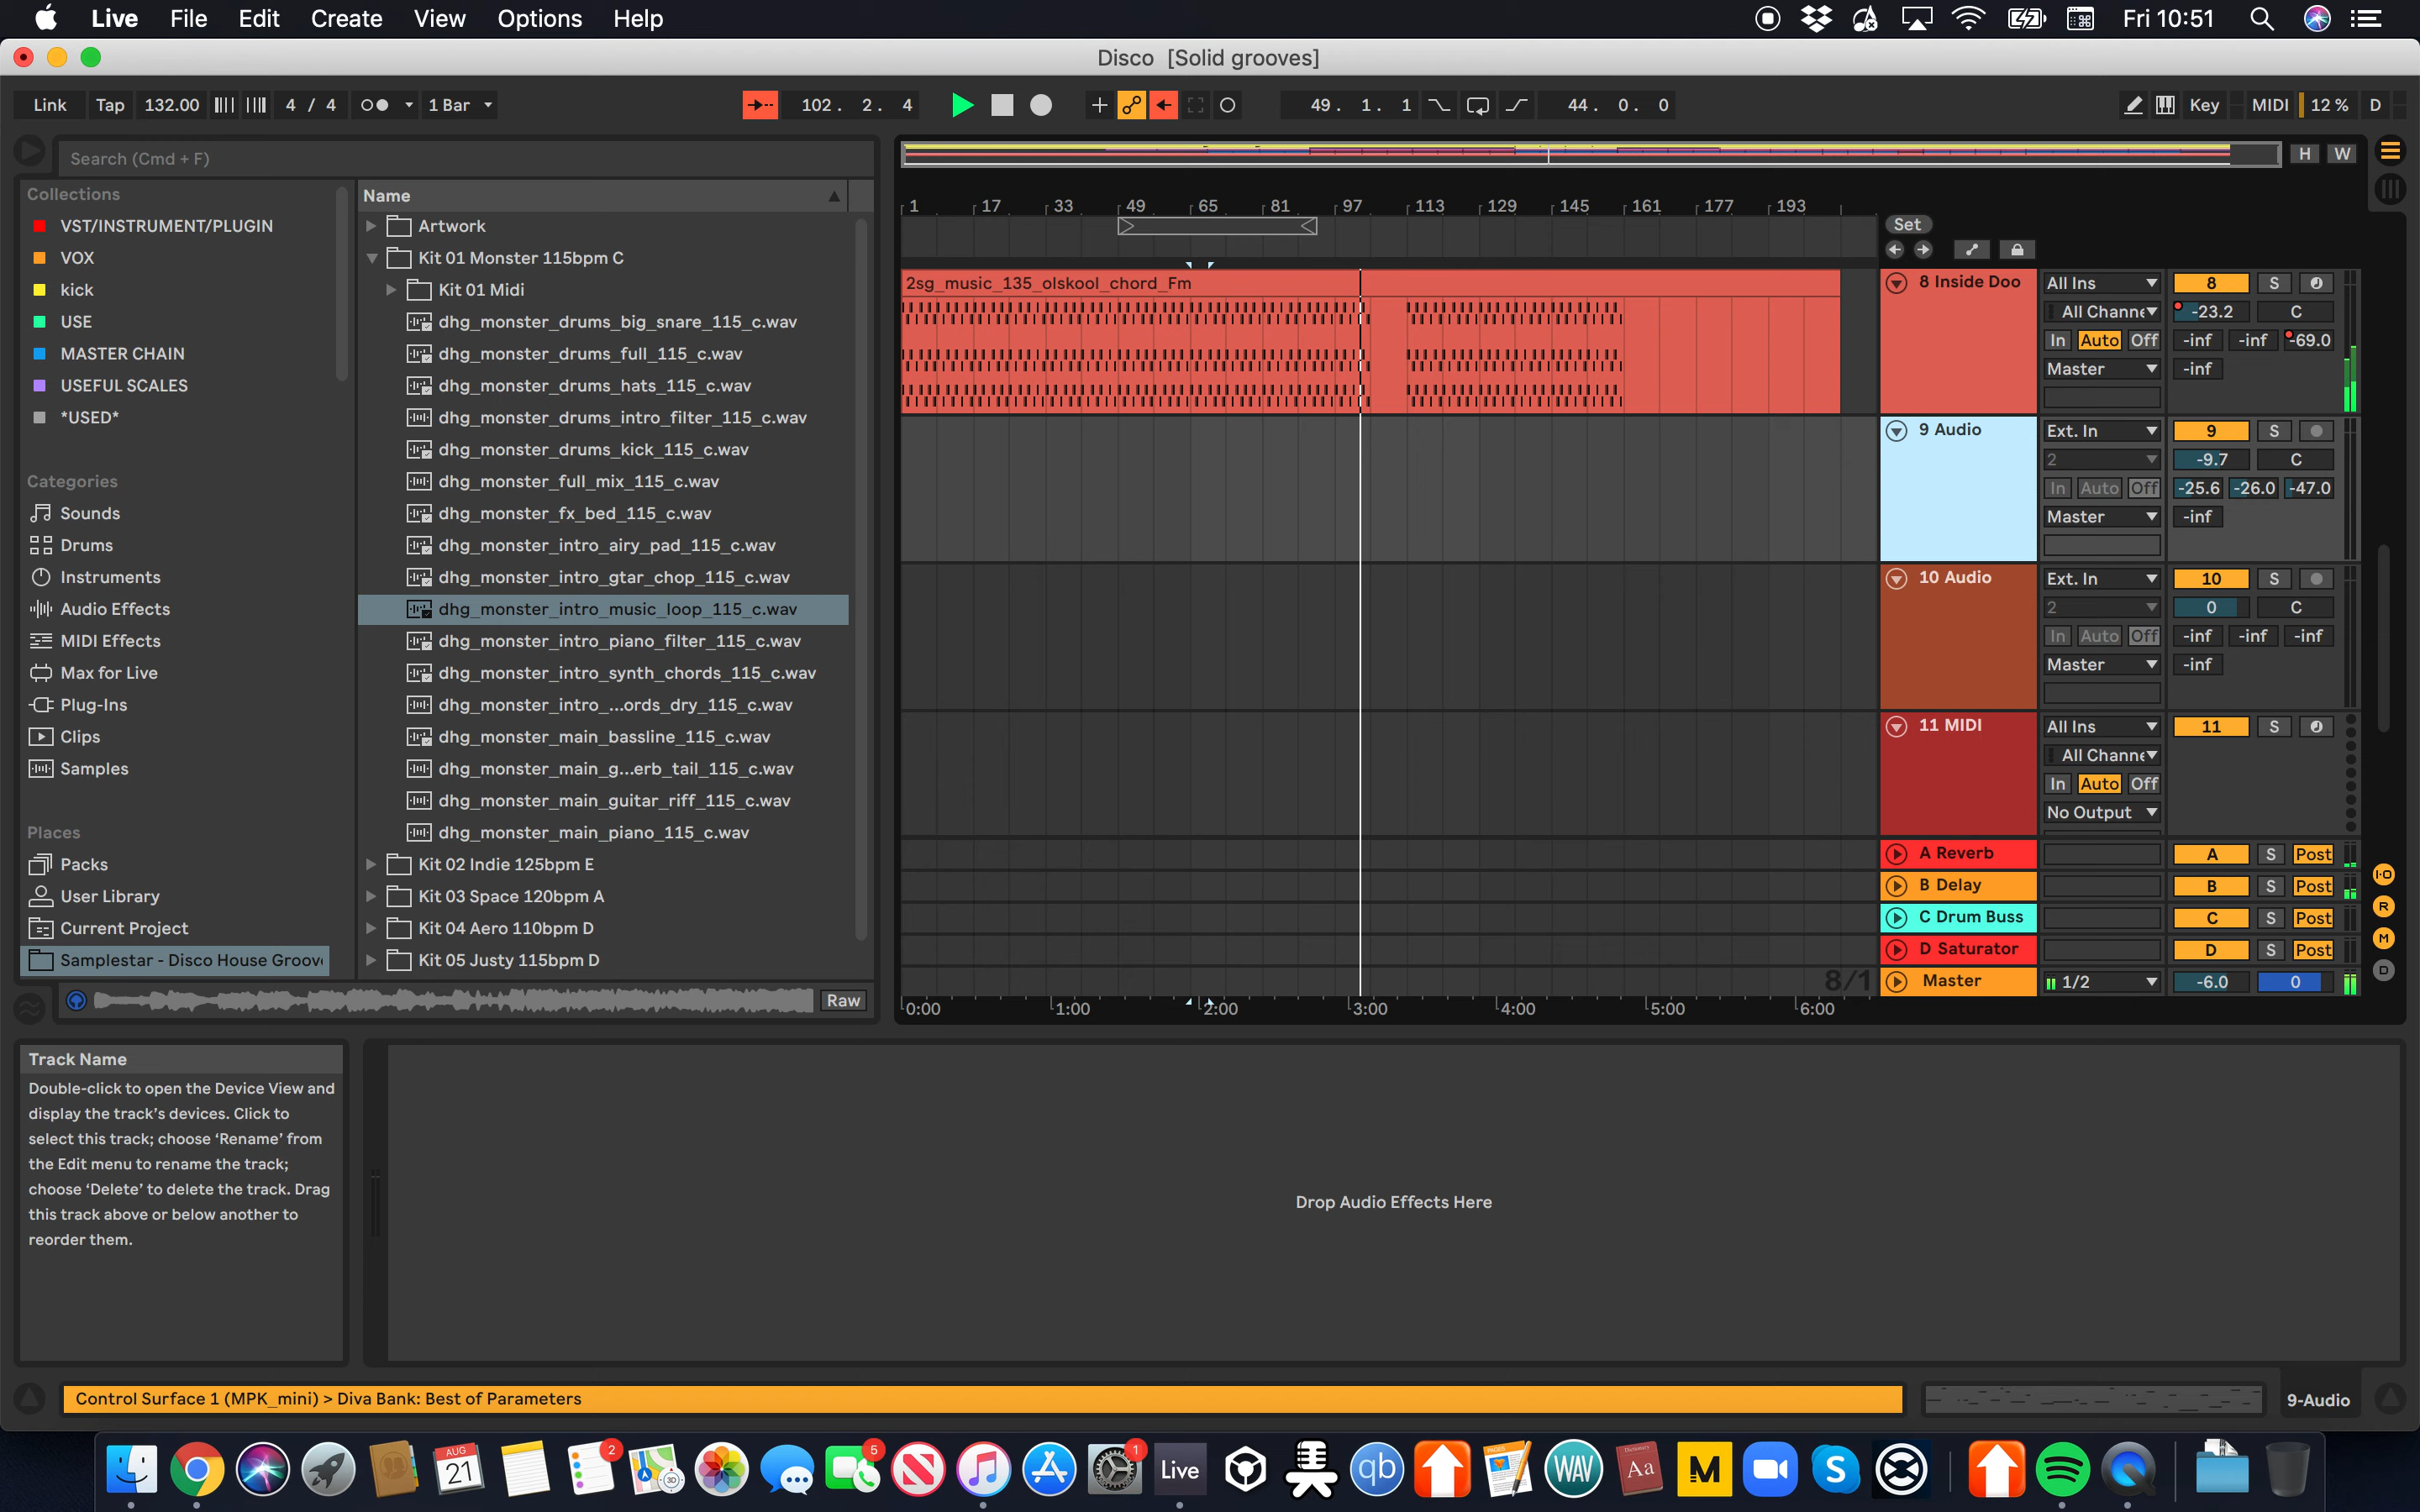 Live File Edit Create View Options Help Fri 10:51
Disco [Solid grooves]
Link Tap 132.00 4 / 4 1 Bar 102. 2. 4 49. 1. 1 44. 0. 0 Key MIDI 12 % D
Search (Cmd + F)
H W
Collections
VST/INSTRUMENT/PLUGIN
VOX
kick
USE
MASTER CHAIN
USEFUL SCALES
*USED*
Categories
Sounds
Drums
Instruments
Audio Effects
MIDI Effects
Max for Live
Plug-Ins
Clips
Samples
Places
Packs
User Library
Current Project
Samplestar - Disco House Groov
Name
Artwork
Kit 01 Monster 115bpm C
Kit 01 Midi
dhg_monster_drums_big_snare_115_c.wav
dhg_monster_drums_full_115_c.wav
dhg_monster_drums_hats_115_c.wav
dhg_monster_drums_intro_filter_115_c.wav
dhg_monster_drums_kick_115_c.wav
dhg_monster_full_mix_115_c.wav
dhg_monster_fx_bed_115_c.wav
dhg_monster_intro_airy_pad_115_c.wav
dhg_monster_intro_gtar_chop_115_c.wav
dhg_monster_intro_music_loop_115_c.wav
dhg_monster_intro_piano_filter_115_c.wav
dhg_monster_intro_synth_chords_115_c.wav
dhg_monster_intro_...ords_dry_115_c.wav
dhg_monster_main_bassline_115_c.wav
dhg_monster_main_g...erb_tail_115_c.wav
dhg_monster_main_guitar_riff_115_c.wav
dhg_monster_main_piano_115_c.wav
Kit 02 Indie 125bpm E
Kit 03 Space 120bpm A
Kit 04 Aero 110bpm D
Kit 05 Justy 115bpm D
Raw
1 17 33 49 65 81 97 113 129 145 161 177 193
Set
2sg_music_135_olskool_chord_Fm
8 Inside Doo All Ins 8 S
All Channe -23.2 C
In Auto Off -inf -inf -69.0
Master -inf
9 Audio Ext. In 9 S
2 -9.7 C
In Auto Off -25.6 -26.0 -47.0
Master -inf
10 Audio Ext. In 10 S
2 0 C
In Auto Off -inf -inf -inf
Master -inf
11 MIDI All Ins 11 S
All Channe
In Auto Off
No Output
A Reverb A S Post
B Delay B S Post
C Drum Buss C S Post
D Saturator D S Post
8/1 Master 1/2 -6.0 0
I-O
R
M
D
0:00 1:00 2:00 3:00 4:00 5:00 6:00
Track Name
Double-click to open the Device View and
display the track's devices. Click to
select this track; choose 'Rename' from
the Edit menu to rename the track;
choose 'Delete' to delete the track. Drag
this track above or below another to
reorder them.
Drop Audio Effects Here
Control Surface 1 (MPK_mini) > Diva Bank: Best of Parameters
9-Audio
AUG 21 2 3D 5 1 Live qb PAGES WAV Dictionary Aa M S